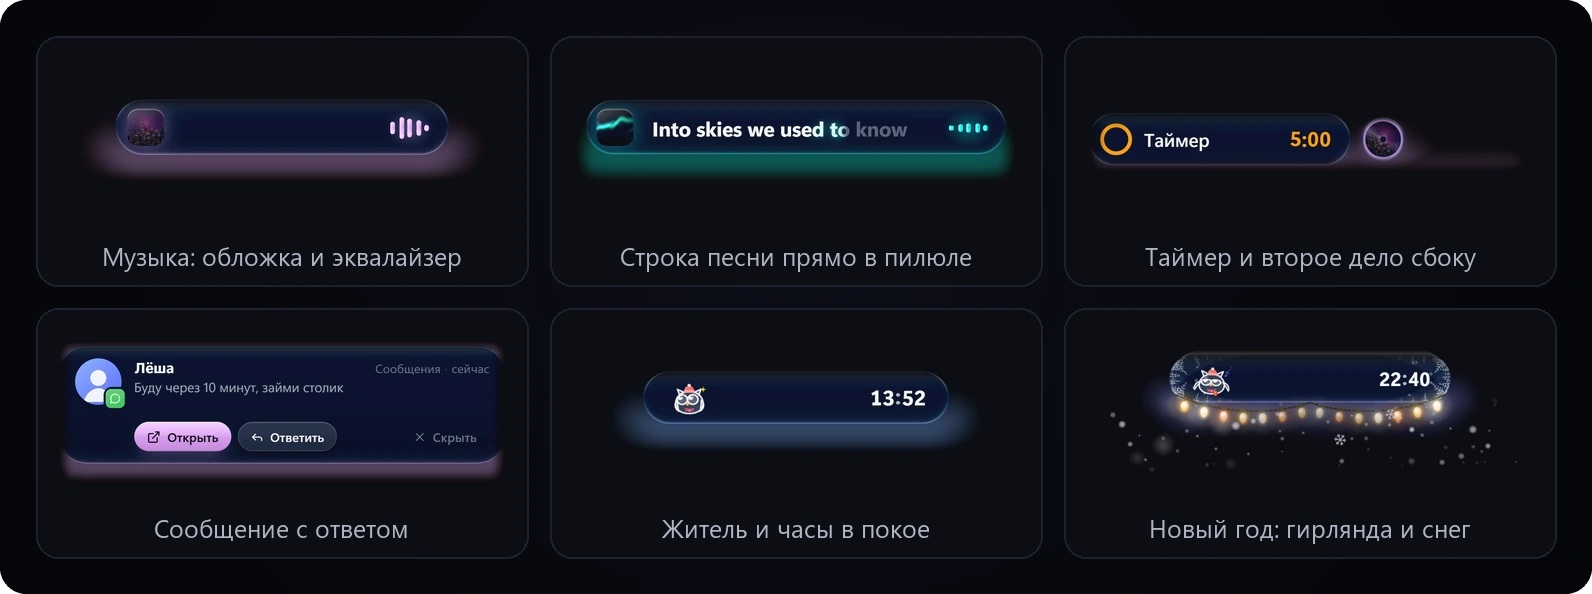 Музыка: обложка и эквалайзер
Into skies we used to know
Строка песни прямо в пилюле
Таймер 5:00
Таймер и второе дело сбоку
Лёша Сообщения · сейчас
Буду через 10 минут, займи столик
Открыть Ответить Скрыть
Сообщение с ответом
13:52
Житель и часы в покое
22:40
Новый год: гирлянда и снег